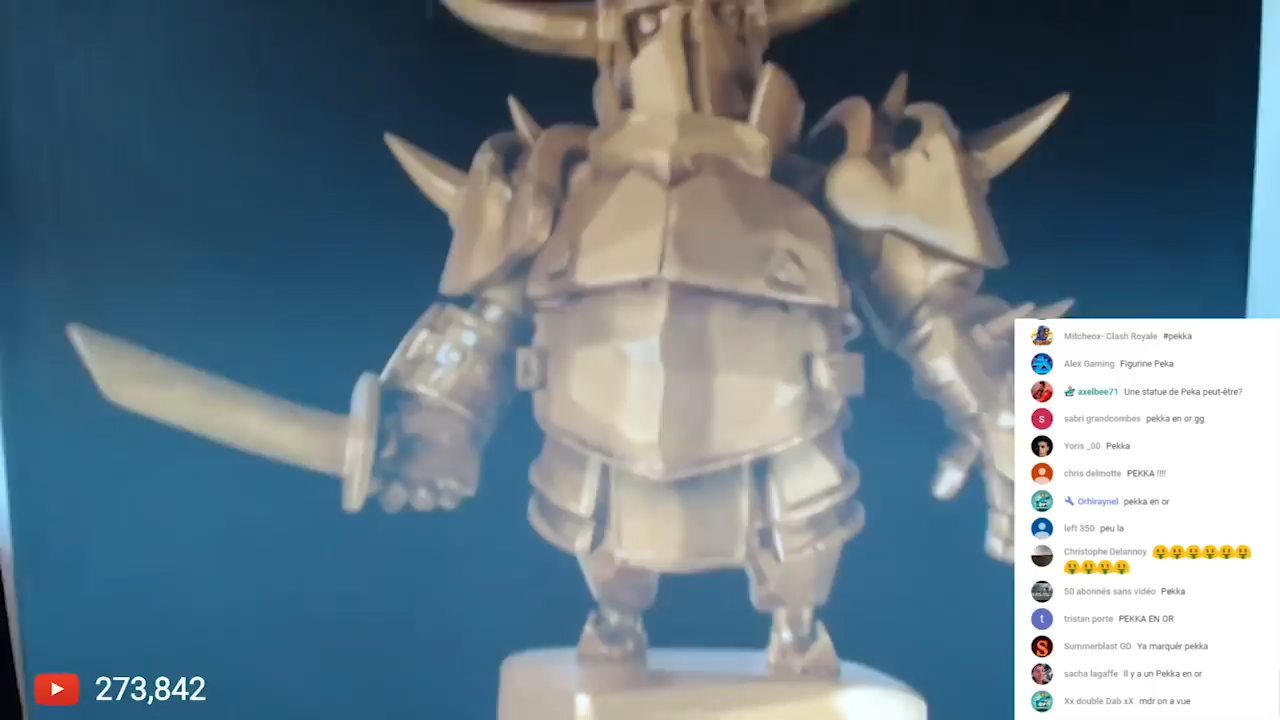 Mitcheox- Clash Royale #pekka
Alex Gaming Figurine Peka
axelbee71 Une statue de Peka peut-être?
sabri grandcombes pekka en or gg
Yoris _00 Pekka
chris delmotte PEKKA !!!!
Orhiraynel pekka en or
left 350 peu la
Christophe Delannoy 🤑🤑🤑🤑🤑🤑
🤑🤑🤑🤑
50 abonnés sans vidéo Pekka
tristan porte PEKKA EN OR
Summerblast GD Ya marquèr pekka
sacha lagaffe Il y a un Pekka en or
Xx double Dab xX mdr on a vue
273,842